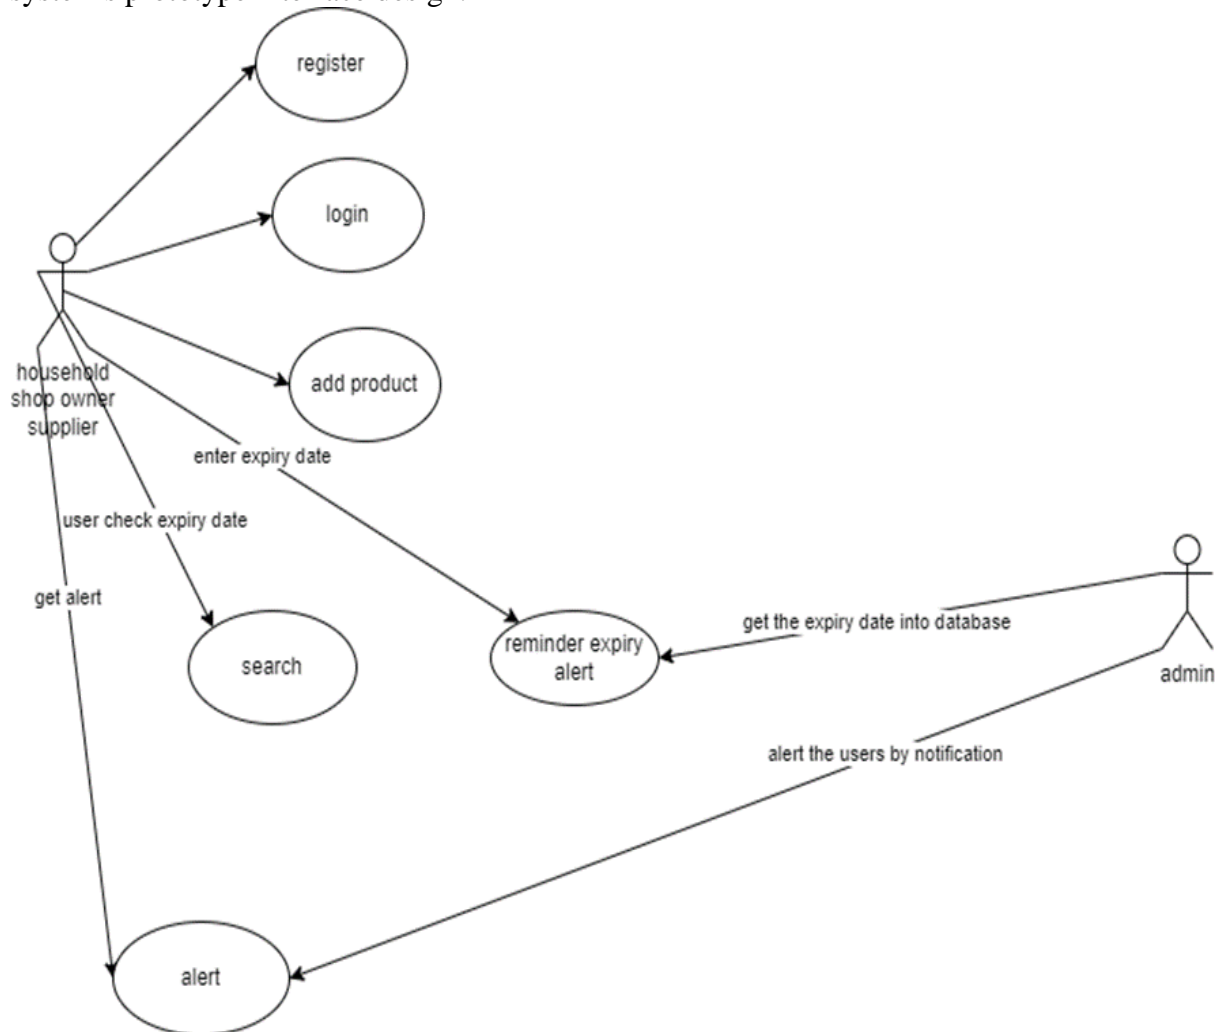 register
login
add product
household
shop owner
supplier
enter expiry date
user check expiry date
get alert
search
reminder expiry
alert
get the expiry date into database
admin
alert the users by notification
alert